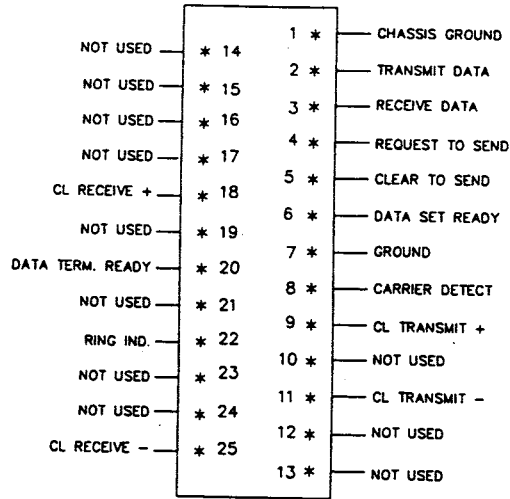 1 * CHASSIS GROUND
NOT USED * 14
2 * TRANSMIT DATA
NOT USED * 15
3 * RECEIVE DATA
NOT USED * 16
4 * REQUEST TO SEND
NOT USED * 17
5 * CLEAR TO SEND
CL RECEIVE + * 18
6 * DATA SET READY
NOT USED * 19
7 * GROUND
DATA TERM. READY * 20
8 * CARRIER DETECT
NOT USED * 21
9 * CL TRANSMIT +
RING IND. * 22
10 * NOT USED
NOT USED * 23
11 * CL TRANSMIT -
NOT USED * 24
12 * NOT USED
CL RECEIVE - * 25
13 * NOT USED